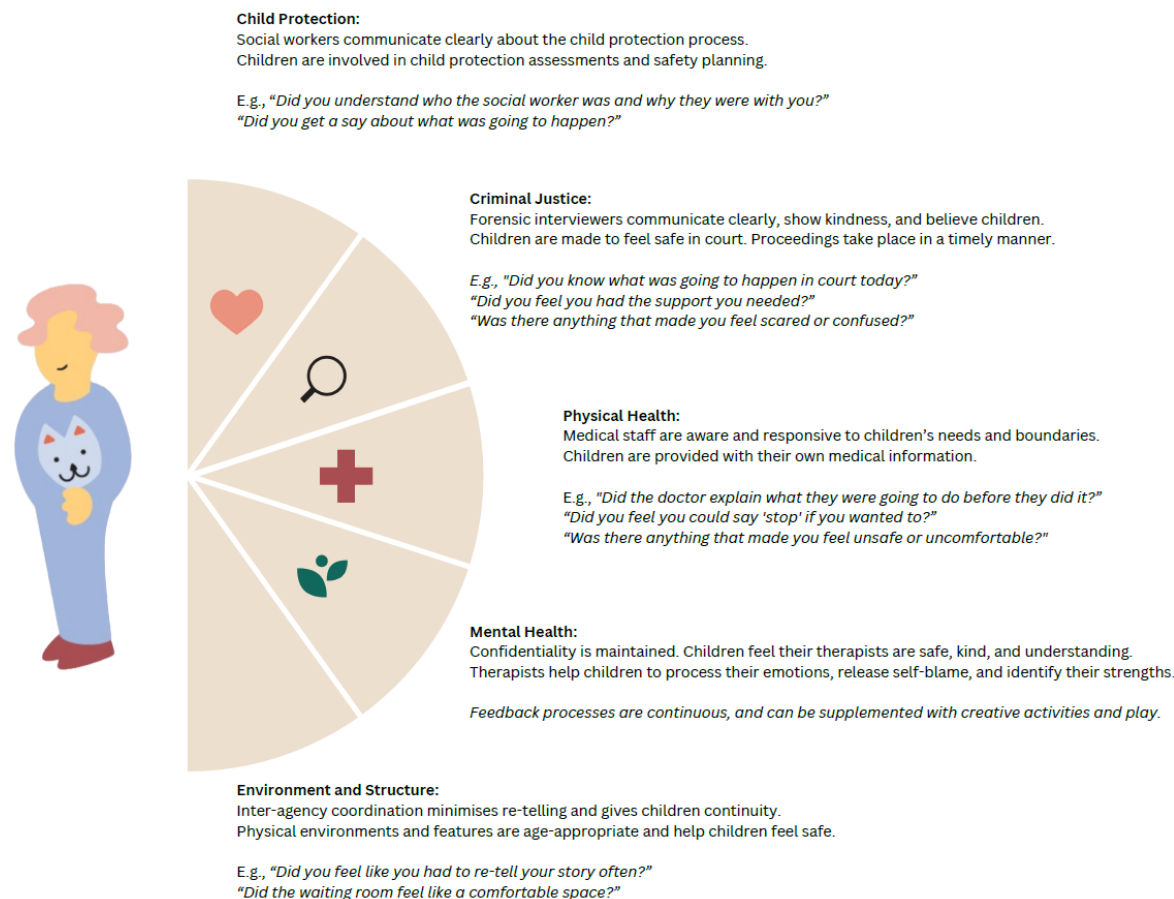 Child Protection:
Social workers communicate clearly about the child protection process.
Children are involved in child protection assessments and safety planning.
E.g., “Did you understand who the social worker was and why they were with you?”
“Did you get a say about what was going to happen?”
Criminal Justice:
Forensic interviewers communicate clearly, show kindness, and believe children.
Children are made to feel safe in court. Proceedings take place in a timely manner.
E.g., "Did you know what was going to happen in court today?”
“Did you feel you had the support you needed?”
“Was there anything that made you feel scared or confused?”
Physical Health:
Medical staff are aware and responsive to children’s needs and boundaries.
Children are provided with their own medical information.
E.g., "Did the doctor explain what they were going to do before they did it?”
“Did you feel you could say 'stop' if you wanted to?”
“Was there anything that made you feel unsafe or uncomfortable?"
Mental Health:
Confidentiality is maintained. Children feel their therapists are safe, kind, and understanding.
Therapists help children to process their emotions, release self-blame, and identify their strengths.
Feedback processes are continuous, and can be supplemented with creative activities and play.
Environment and Structure:
Inter-agency coordination minimises re-telling and gives children continuity.
Physical environments and features are age-appropriate and help children feel safe.
E.g., “Did you feel like you had to re-tell your story often?”
“Did the waiting room feel like a comfortable space?”